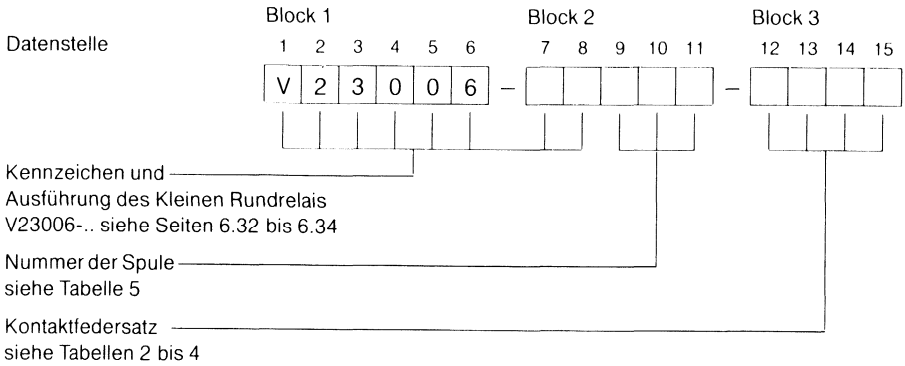 Block 1 Block 2 Block 3
Datenstelle 1 2 3 4 5 6 7 8 9 10 11 12 13 14 15
V 2 3 0 0 6 – –
Kennzeichen und
Ausführung des Kleinen Rundrelais
V23006-.. siehe Seiten 6.32 bis 6.34
Nummer der Spule
siehe Tabelle 5
Kontaktfedersatz
siehe Tabellen 2 bis 4